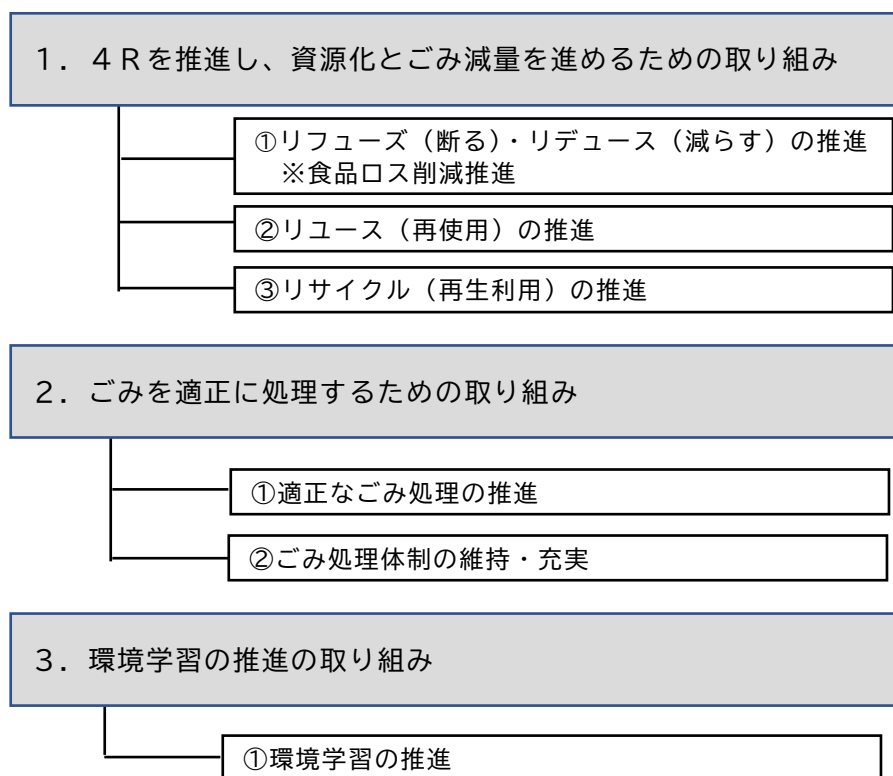 １．４Ｒを推進し、資源化とごみ減量を進めるための取り組み
①リフューズ（断る）・リデュース（減らす）の推進
※食品ロス削減推進
②リユース（再使用）の推進
③リサイクル（再生利用）の推進
２．ごみを適正に処理するための取り組み
①適正なごみ処理の推進
②ごみ処理体制の維持・充実
３．環境学習の推進の取り組み
①環境学習の推進